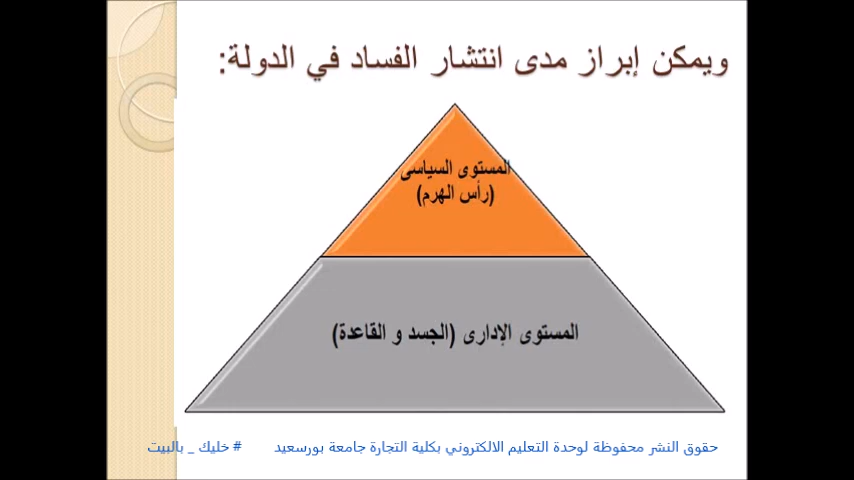 ويمكن إبراز مدى انتشار الفساد في الدولة:
المستوى السياسى
(رأس الهرم)
المستوى الإدارى (الجسد و القاعدة)
حقوق النشر محفوظة لوحدة التعليم الالكتروني بكلية التجارة جامعة بورسعيد # خليك _ بالبيت